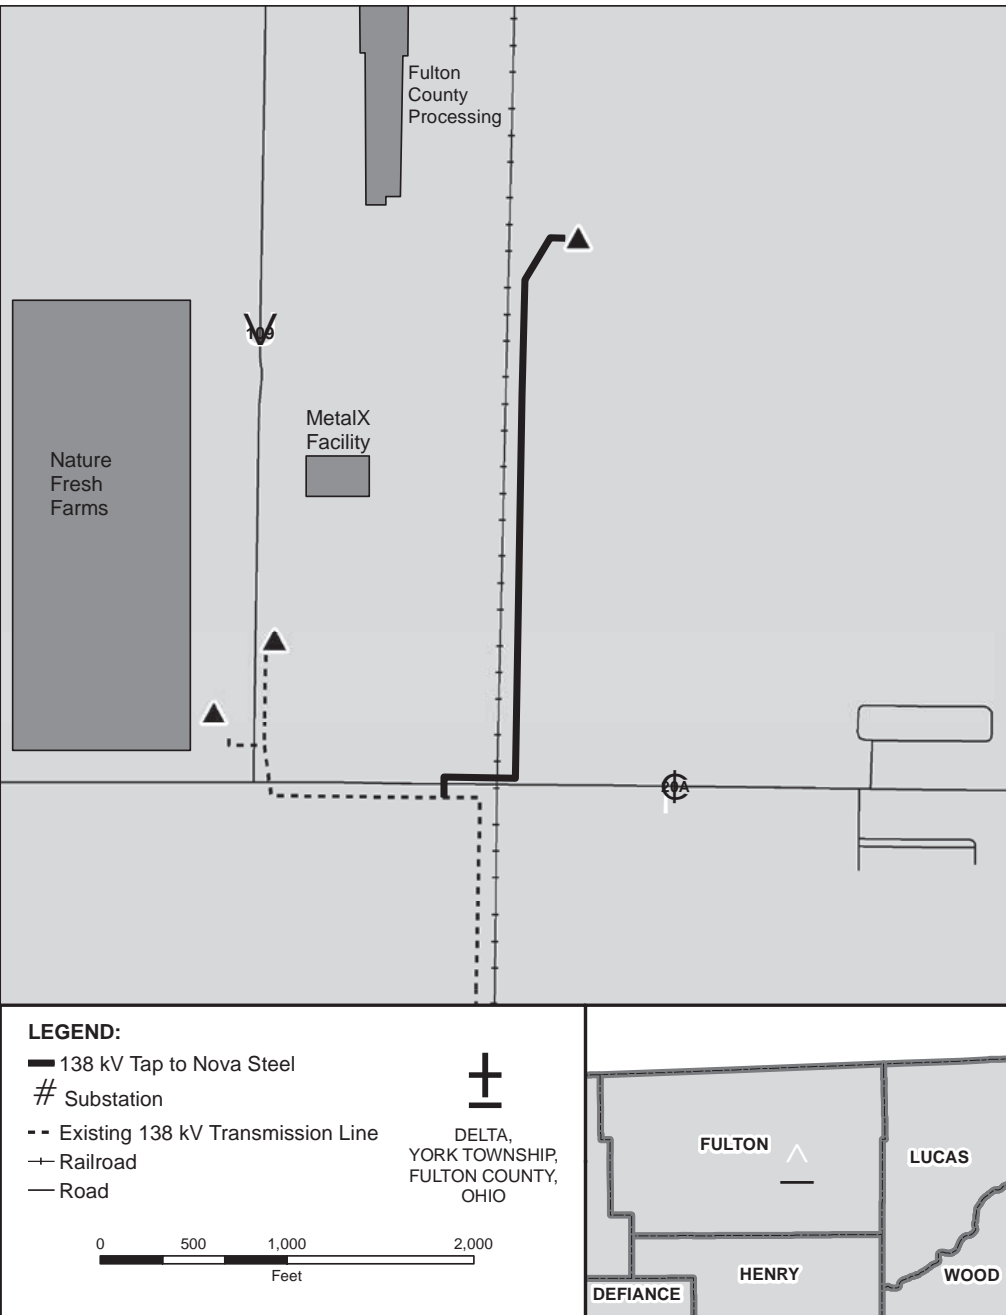 Fulton
County
Processing
109
MetalX
Facility
Nature
Fresh
Farms
20A
LEGEND:
138 kV Tap to Nova Steel
# Substation
Existing 138 kV Transmission Line
Railroad
Road
DELTA,
YORK TOWNSHIP,
FULTON COUNTY,
OHIO
0 500 1,000 2,000
Feet
FULTON
LUCAS
HENRY
WOOD
DEFIANCE